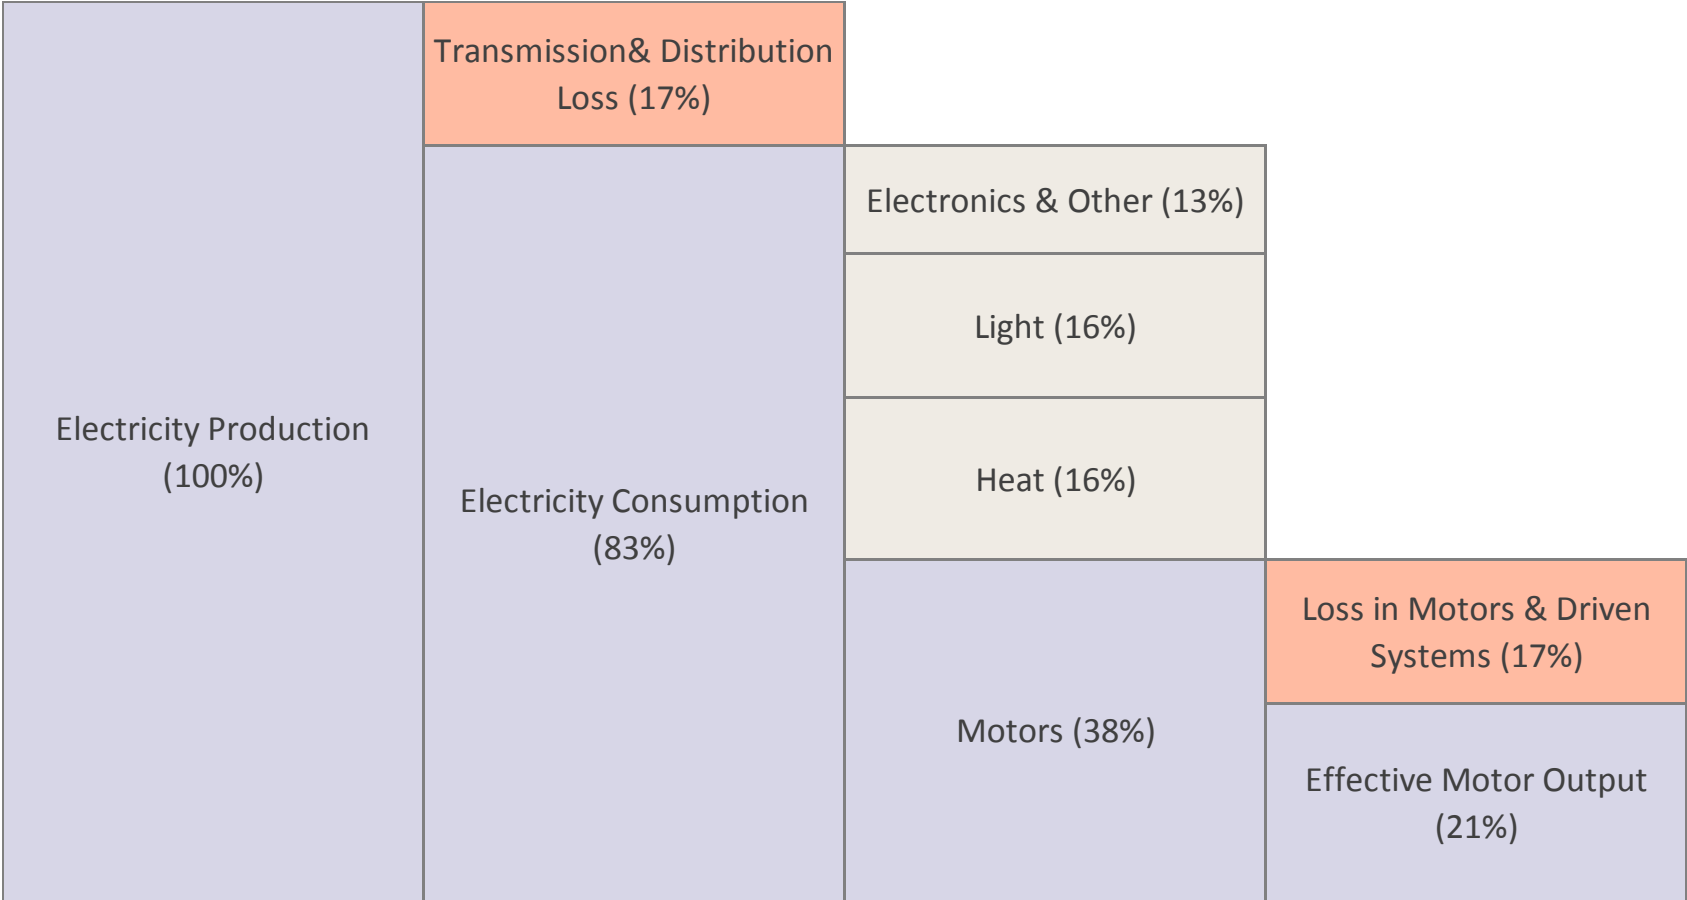 Electricity Production
(100%)
Transmission& Distribution
Loss (17%)
Electricity Consumption
(83%)
Electronics & Other (13%)
Light (16%)
Heat (16%)
Motors (38%)
Loss in Motors & Driven
Systems (17%)
Effective Motor Output
(21%)